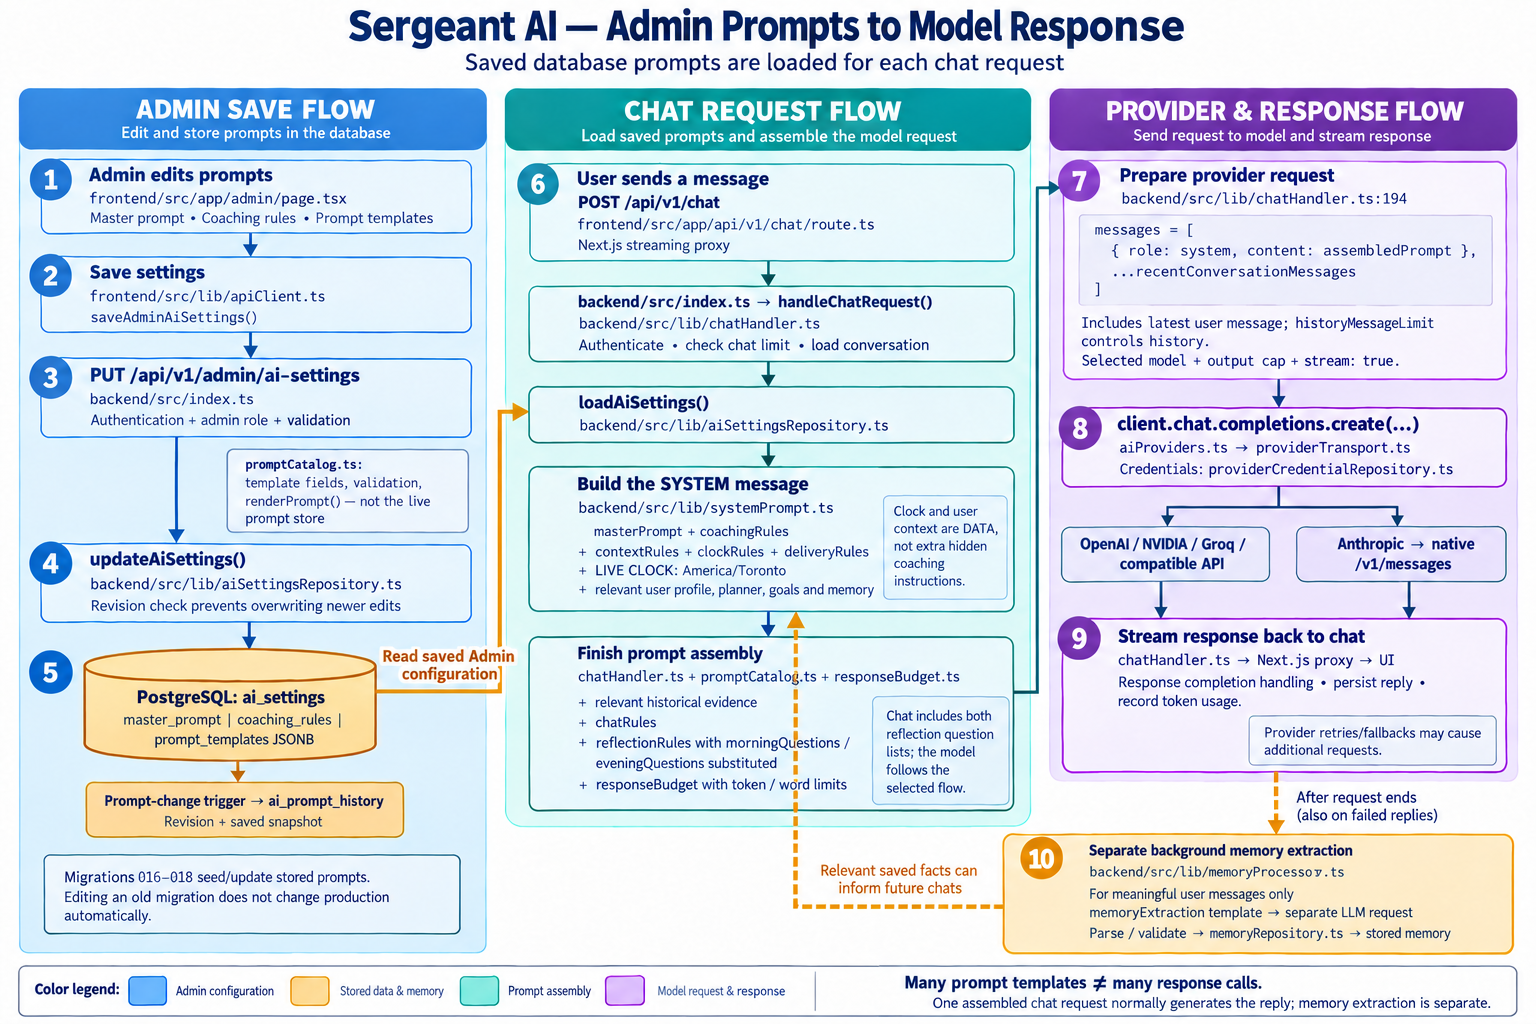 Sergeant AI — Admin Prompts to Model Response
Saved database prompts are loaded for each chat request
ADMIN SAVE FLOW
Edit and store prompts in the database
1
Admin edits prompts
frontend/src/app/admin/page.tsx
Master prompt • Coaching rules • Prompt templates
2
Save settings
frontend/src/lib/apiClient.ts
saveAdminAiSettings()
3
PUT /api/v1/admin/ai-settings
backend/src/index.ts
Authentication + admin role + validation
promptCatalog.ts:
template fields, validation,
renderPrompt() — not the live
prompt store
4
updateAiSettings()
backend/src/lib/aiSettingsRepository.ts
Revision check prevents overwriting newer edits
5
PostgreSQL: ai_settings
master_prompt | coaching_rules |
prompt_templates JSONB
Read saved Admin
configuration
Prompt-change trigger → ai_prompt_history
Revision + saved snapshot
Migrations 016–018 seed/update stored prompts.
Editing an old migration does not change production
automatically.
CHAT REQUEST FLOW
Load saved prompts and assemble the model request
6
User sends a message
POST /api/v1/chat
frontend/src/app/api/v1/chat/route.ts
Next.js streaming proxy
backend/src/index.ts → handleChatRequest()
backend/src/lib/chatHandler.ts
Authenticate • check chat limit • load conversation
loadAiSettings()
backend/src/lib/aiSettingsRepository.ts
Build the SYSTEM message
backend/src/lib/systemPrompt.ts
masterPrompt + coachingRules
+ contextRules + clockRules + deliveryRules
+ LIVE CLOCK: America/Toronto
+ relevant user profile, planner, goals and memory
Clock and user
context are DATA,
not extra hidden
coaching
instructions.
Finish prompt assembly
chatHandler.ts + promptCatalog.ts + responseBudget.ts
+ relevant historical evidence
+ chatRules
+ reflectionRules with morningQuestions /
eveningQuestions substituted
+ responseBudget with token / word limits
Chat includes both
reflection question
lists; the model
follows the
selected flow.
PROVIDER & RESPONSE FLOW
Send request to model and stream response
7
Prepare provider request
backend/src/lib/chatHandler.ts:194
messages = [
{ role: system, content: assembledPrompt },
...recentConversationMessages
]
Includes latest user message; historyMessageLimit
controls history.
Selected model + output cap + stream: true.
8
client.chat.completions.create(...)
aiProviders.ts → providerTransport.ts
Credentials: providerCredentialRepository.ts
OpenAI / NVIDIA / Groq /
compatible API
Anthropic → native
/v1/messages
9
Stream response back to chat
chatHandler.ts → Next.js proxy → UI
Response completion handling • persist reply •
record token usage.
Provider retries/fallbacks may cause
additional requests.
After request ends
(also on failed replies)
10
Separate background memory extraction
backend/src/lib/memoryProcessor.ts
For meaningful user messages only
memoryExtraction template → separate LLM request
Parse / validate → memoryRepository.ts → stored memory
Relevant saved facts can
inform future chats
Color legend:
Admin configuration
Stored data & memory
Prompt assembly
Model request & response
Many prompt templates ≠ many response calls.
One assembled chat request normally generates the reply; memory extraction is separate.